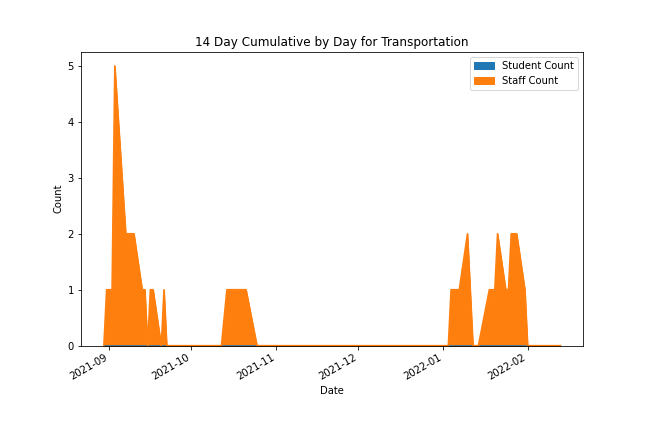 14 Day Cumulative by Day for Transportation
Student Count
Staff Count
Count
5
4
3
2
1
0
2021-09
2021-10
2021-11
2021-12
2022-01
2022-02
Date